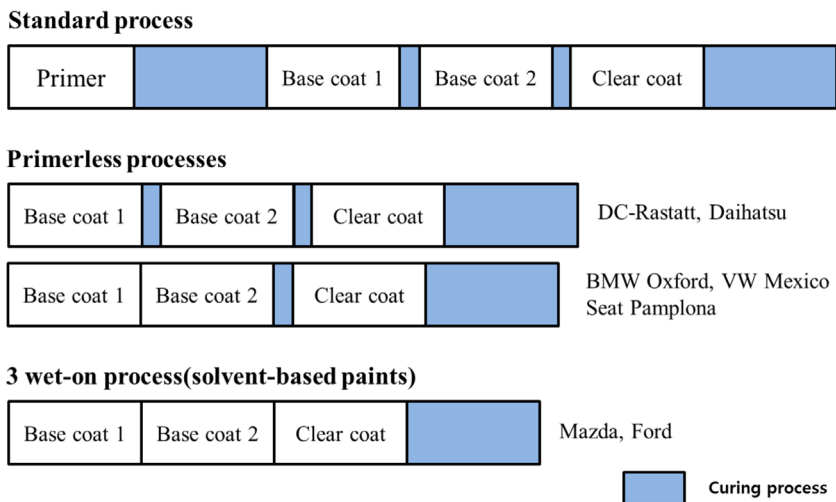 Standard process
Primer Base coat 1 Base coat 2 Clear coat
Primerless processes
Base coat 1 Base coat 2 Clear coat DC-Rastatt, Daihatsu
Base coat 1 Base coat 2 Clear coat BMW Oxford, VW Mexico
Seat Pamplona
3 wet-on process(solvent-based paints)
Base coat 1 Base coat 2 Clear coat Mazda, Ford
Curing process